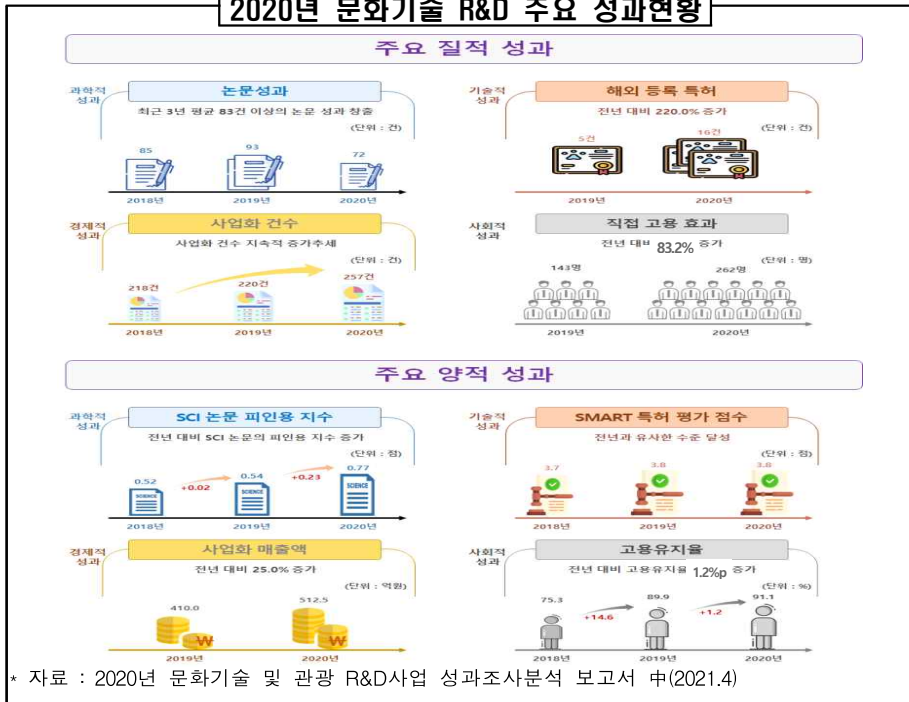 2020년 문화기술 R&D 주요 성과현황
주요 질적 성과
과학적
성과
논문성과
최근 3년 평균 83건 이상의 논문 성과 창출
(단위 : 건)
85
93
72
2018년
2019년
2020년
기술적
성과
해외 등록 특허
전년 대비 220.0% 증가
(단위 : 건)
5건
16건
2019년
2020년
경제적
성과
사업화 건수
사업화 건수 지속적 증가추세
(단위 : 건)
218건
220건
257건
2018년
2019년
2020년
사회적
성과
직접 고용 효과
전년 대비 83.2% 증가
(단위 : 명)
143명
262명
2019년
2020년
주요 양적 성과
과학적
성과
SCI 논문 피인용 지수
전년 대비 SCI 논문의 피인용 지수 증가
(단위 : 점)
0.52
+0.02
0.54
+0.23
0.77
SCIENCE
SCIENCE
SCIENCE
2018년
2019년
2020년
기술적
성과
SMART 특허 평가 점수
전년과 유사한 수준 달성
(단위 : 점)
3.7
3.8
3.8
2018년
2019년
2020년
경제적
성과
사업화 매출액
전년 대비 25.0% 증가
(단위 : 억원)
410.0
512.5
₩
₩
2019년
2020년
사회적
성과
고용유지율
전년 대비 고용유지율 1.2%p 증가
(단위 : %)
75.3
+14.6
89.9
+1.2
91.1
2018년
2019년
2020년
* 자료 : 2020년 문화기술 및 관광 R&D사업 성과조사분석 보고서 中(2021.4)